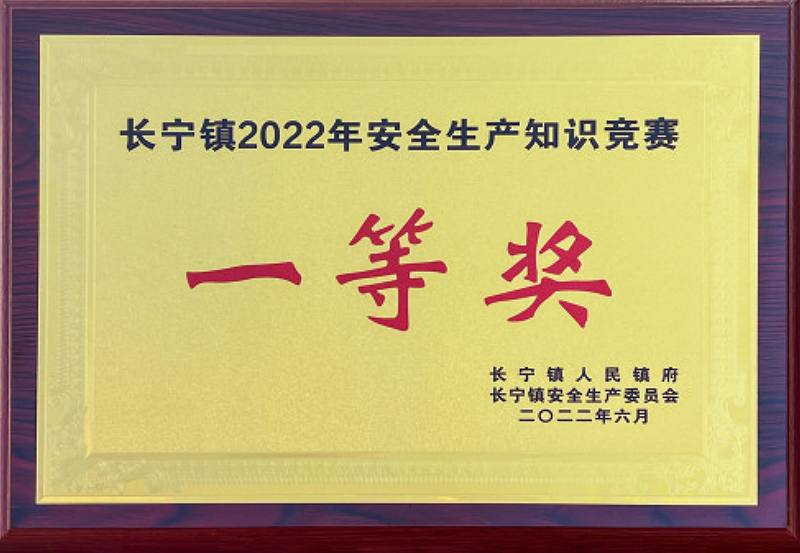 长宁镇2022年安全生产知识竞赛
一等奖
长宁镇人民镇府
长宁镇安全生产委员会
二〇二二年六月